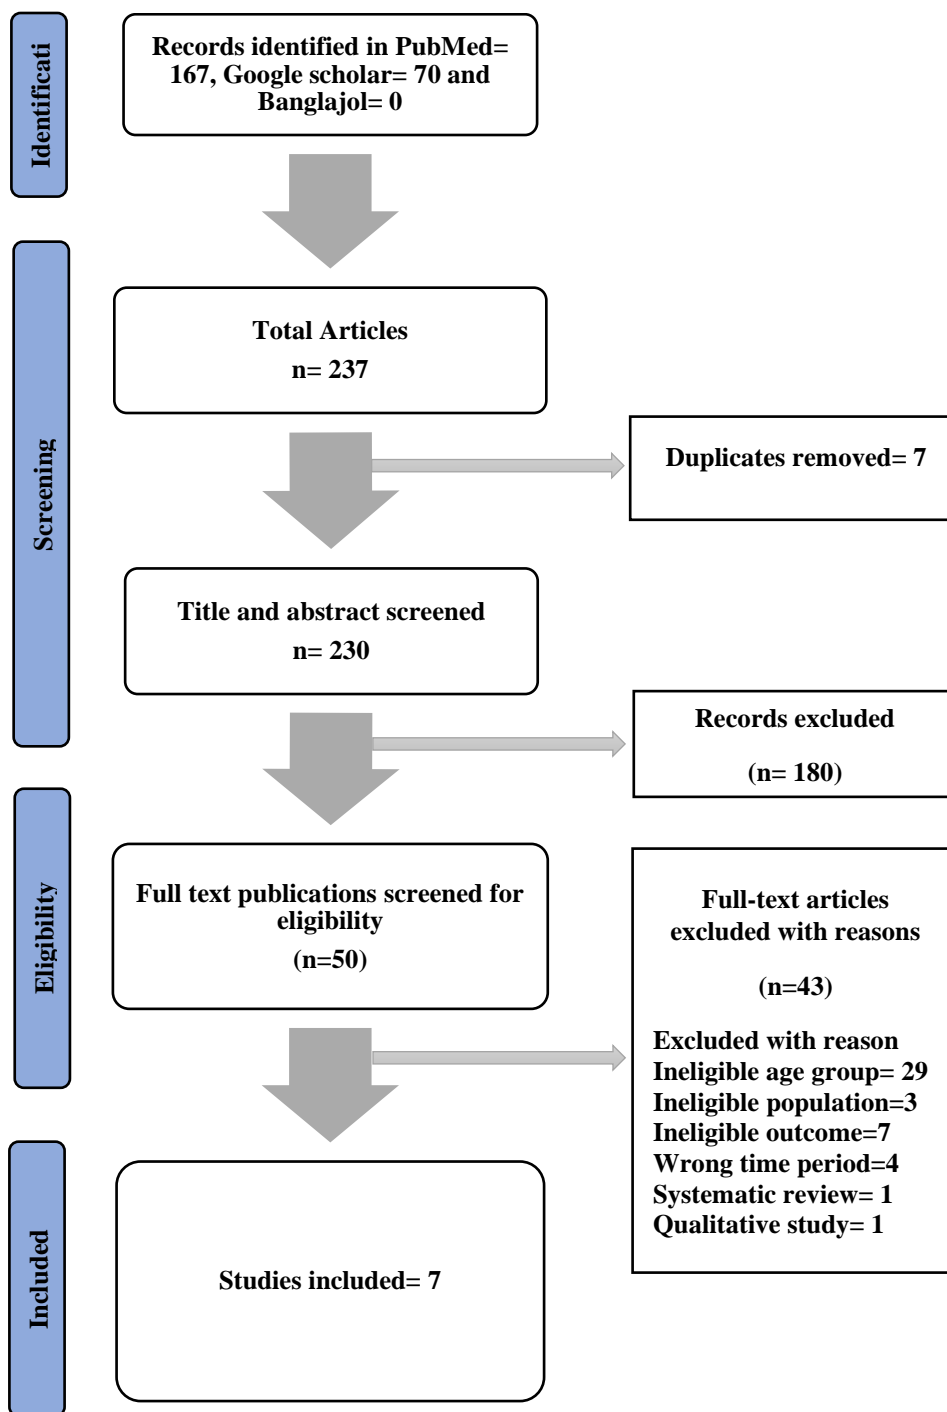 Identificati
Records identified in PubMed=
167, Google scholar= 70 and
Banglajol= 0
Screening
Total Articles
n= 237
Duplicates removed= 7
Title and abstract screened
n= 230
Records excluded
(n= 180)
Eligibility
Full text publications screened for
eligibility
(n=50)
Full-text articles
excluded with reasons
(n=43)
Excluded with reason
Ineligible age group= 29
Ineligible population=3
Ineligible outcome=7
Wrong time period=4
Systematic review= 1
Qualitative study= 1
Included
Studies included= 7